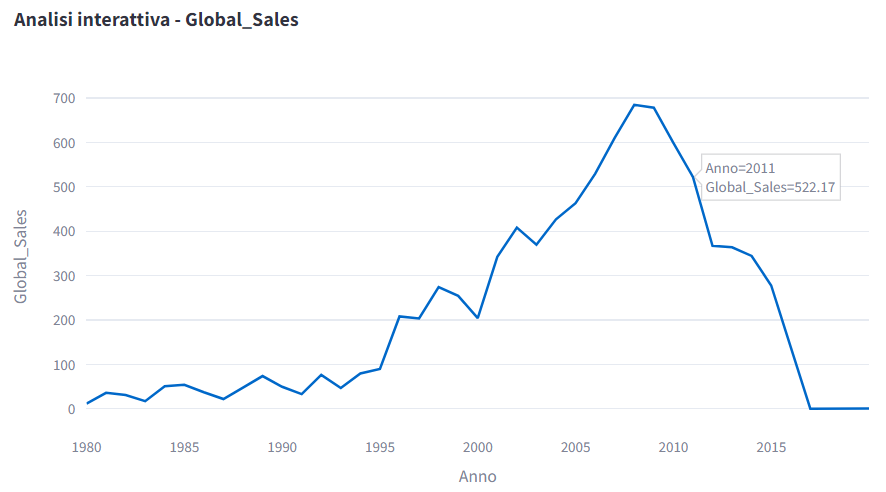 Analisi interattiva - Global_Sales
700
600
500
400
300
200
100
0
Global_Sales
Anno=2011
Global_Sales=522.17
1980 1985 1990 1995 2000 2005 2010 2015
Anno